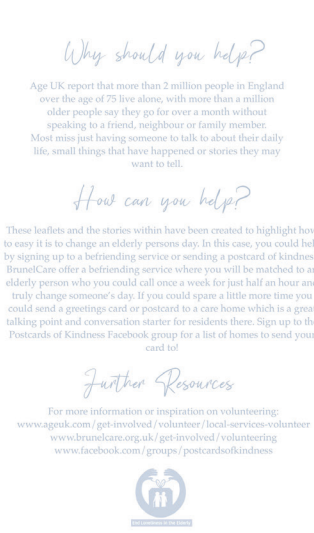 Why should you help?
Age UK report that more than 2 million people in England
over the age of 75 live alone, with more than a million
older people say they go for over a month without
speaking to a friend, neighbour or family member.
Most miss just having someone to talk to about their daily
life, small things that have happened or stories they may
want to tell.
How can you help?
These leaflets and the stories within have been created to highlight how
to easy it is to change an elderly persons day. In this case, you could hel
by signing up to a befriending service or sending a postcard of kindnes
BrunelCare offer a befriending service where you will be matched to a
elderly person who you could call once a week for just half an hour an
truly change someone's day. If you could spare a little more time you
could send a greetings card or postcard to a care home which is a grea
talking point and conversation starter for residents there. Sign up to th
Postcards of Kindness Facebook group for a list of homes to send your
card to!
Further Resources
For more information or inspiration on volunteering:
www.ageuk.com/get-involved/volunteer/local-services-volunteer
www.brunelcare.org.uk/get-involved/volunteering
www.facebook.com/groups/postcardsofkindness